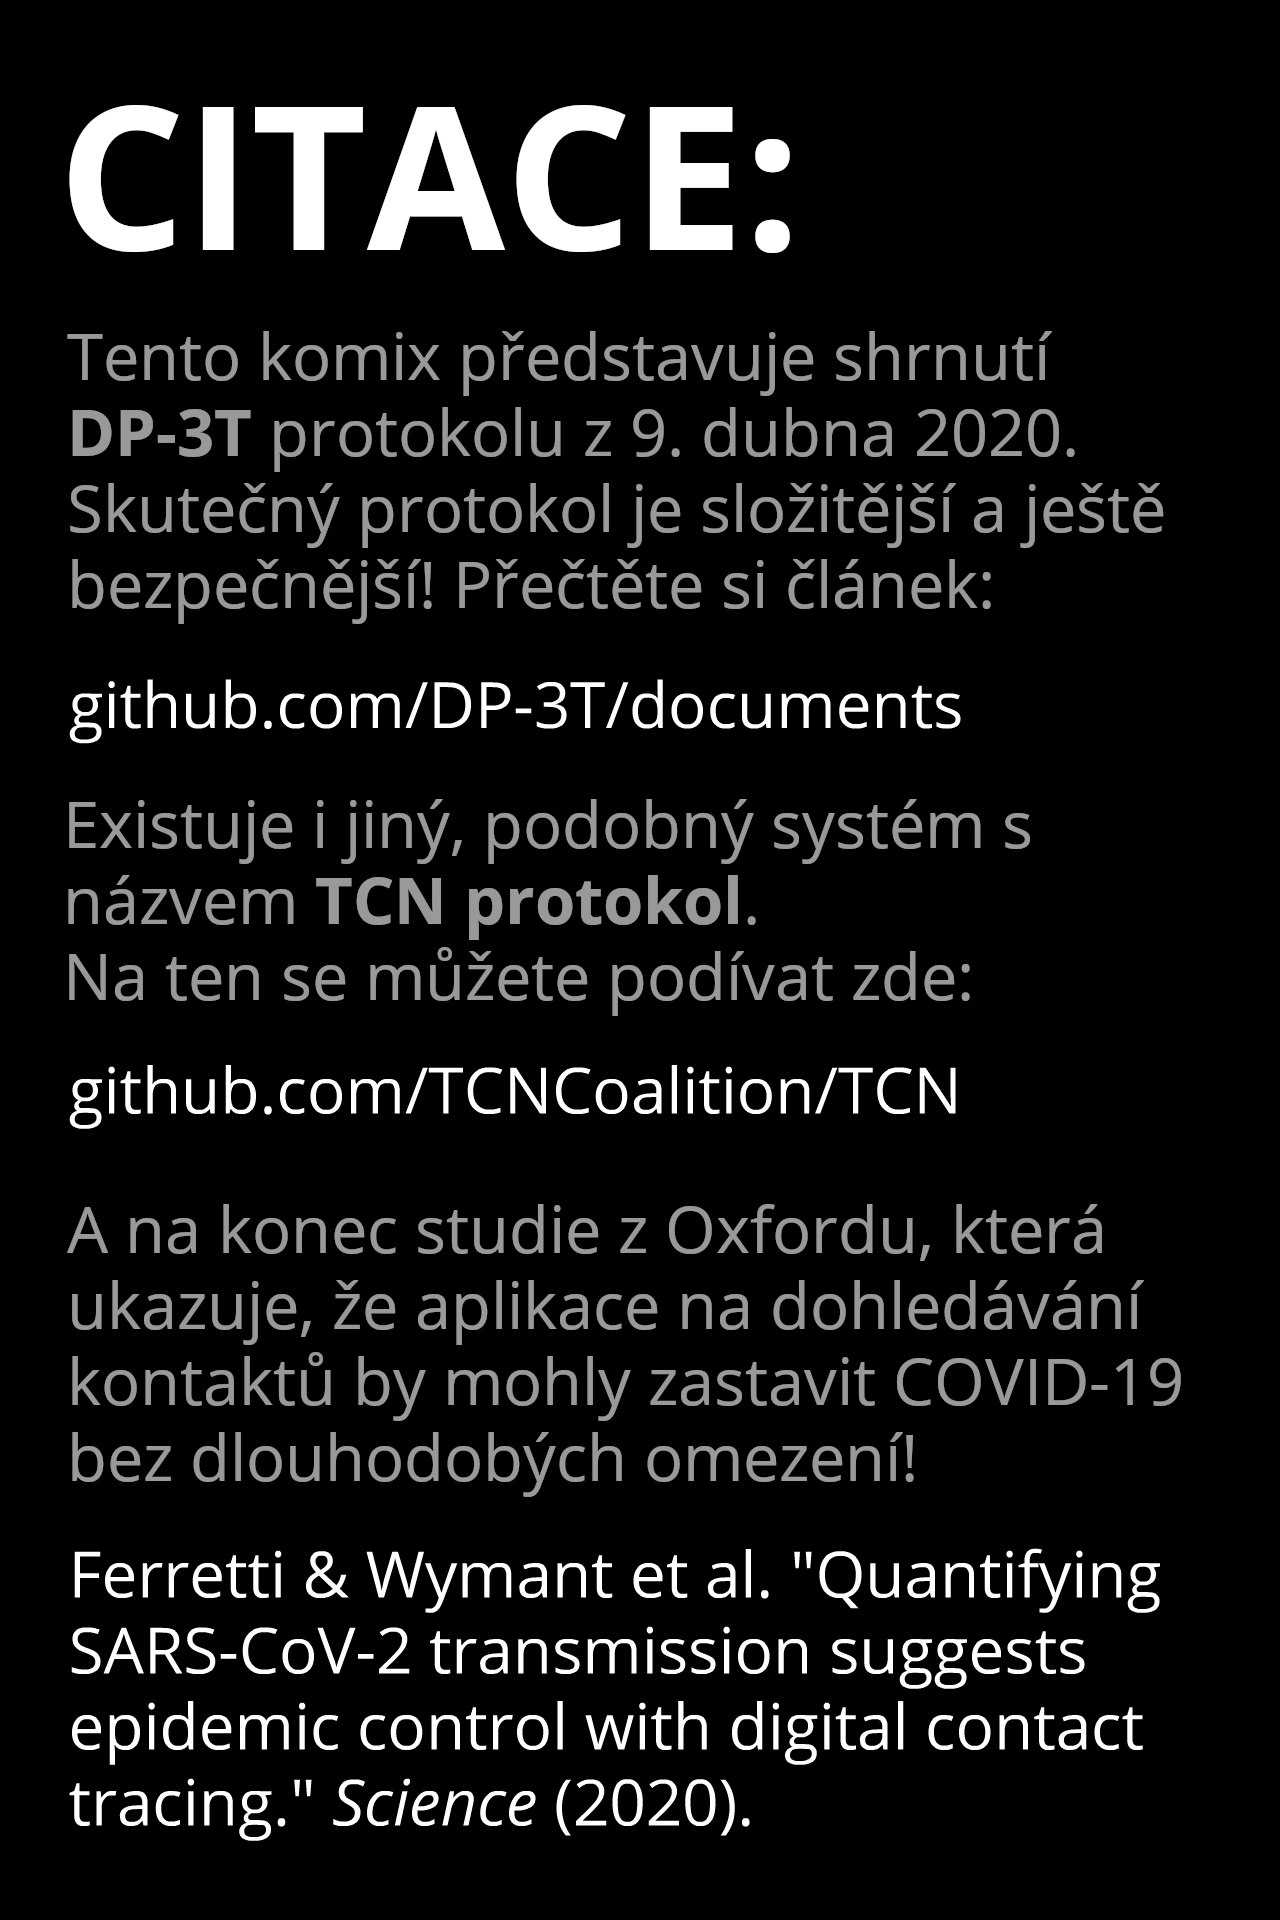 CITACE:
Tento komix představuje shrnutí
DP-3T protokolu z 9. dubna 2020.
Skutečný protokol je složitější a ještě
bezpečnější! Přečtěte si článek:
github.com/DP-3T/documents
Existuje i jiný, podobný systém s
názvem TCN protokol.
Na ten se můžete podívat zde:
github.com/TCNCoalition/TCN
A na konec studie z Oxfordu, která
ukazuje, že aplikace na dohledávání
kontaktů by mohly zastavit COVID-19
bez dlouhodobých omezení!
Ferretti & Wymant et al. "Quantifying
SARS-CoV-2 transmission suggests
epidemic control with digital contact
tracing." Science (2020).